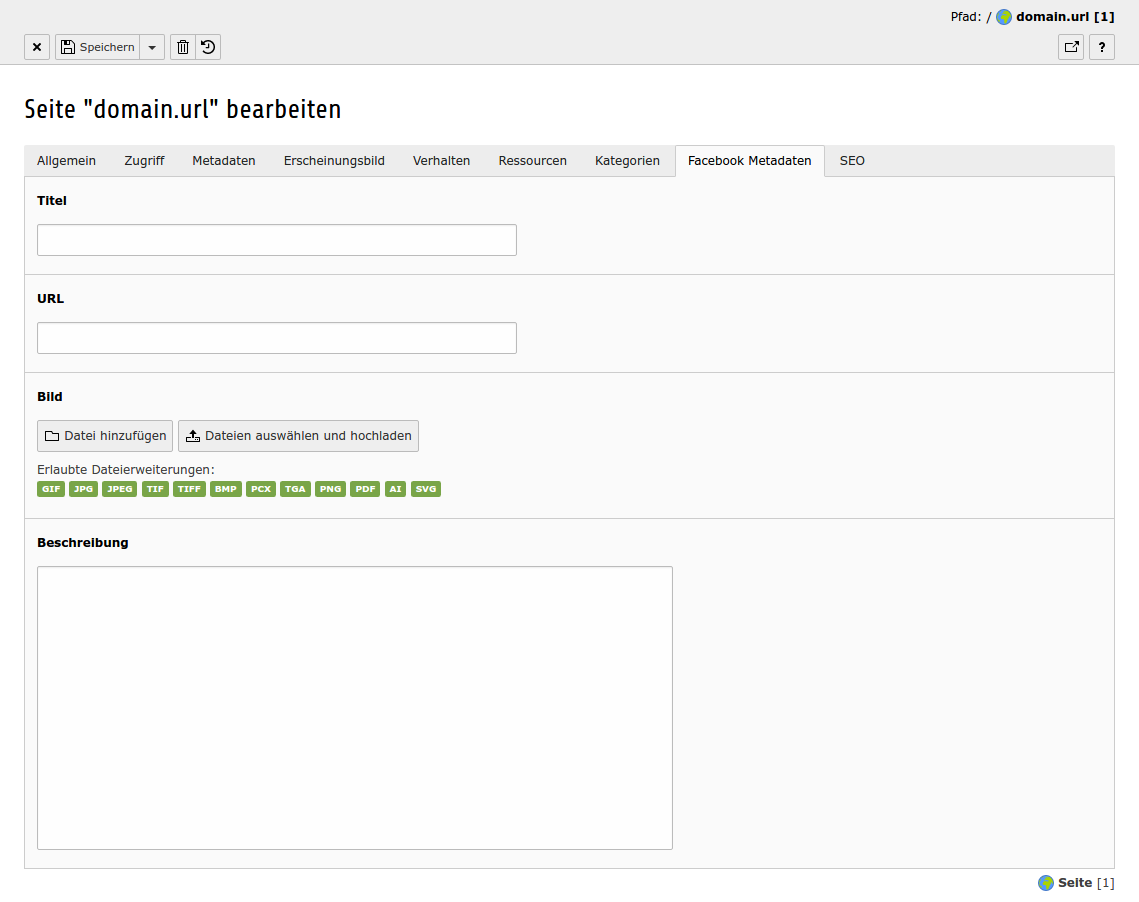 Pfad: / domain.url [1]
Speichern
?
Seite "domain.url" bearbeiten
Allgemein Zugriff Metadaten Erscheinungsbild Verhalten Ressourcen Kategorien Facebook Metadaten SEO
Titel
URL
Bild
Datei hinzufügen Dateien auswählen und hochladen
Erlaubte Dateierweiterungen:
GIF JPG JPEG TIF TIFF BMP PCX TGA PNG PDF AI SVG
Beschreibung
Seite [1]